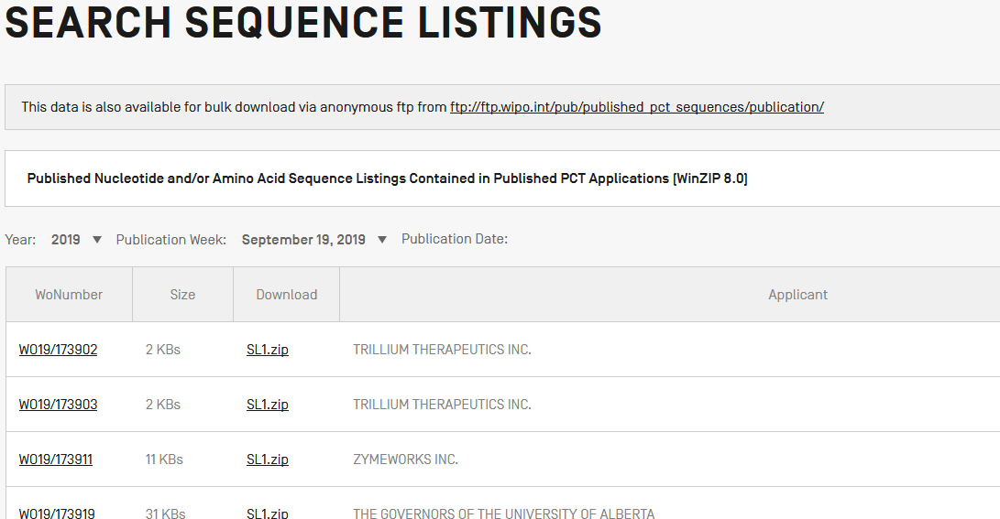 SEARCH SEQUENCE LISTINGS
This data is also available for bulk download via anonymous ftp from ftp://ftp.wipo.int/pub/published_pct_sequences/publication/
Published Nucleotide and/or Amino Acid Sequence Listings Contained in Published PCT Applications (WinZIP 8.0)
Year: 2019 ▼ Publication Week: September 19, 2019 ▼ Publication Date:
WoNumber Size Download Applicant
WO19/173902 2 KBs SL1.zip TRILLIUM THERAPEUTICS INC.
WO19/173903 2 KBs SL1.zip TRILLIUM THERAPEUTICS INC.
WO19/173911 11 KBs SL1.zip ZYMEWORKS INC.
WO19/173919 31 KBs SL1.zip THE GOVERNORS OF THE UNIVERSITY OF ALBERTA